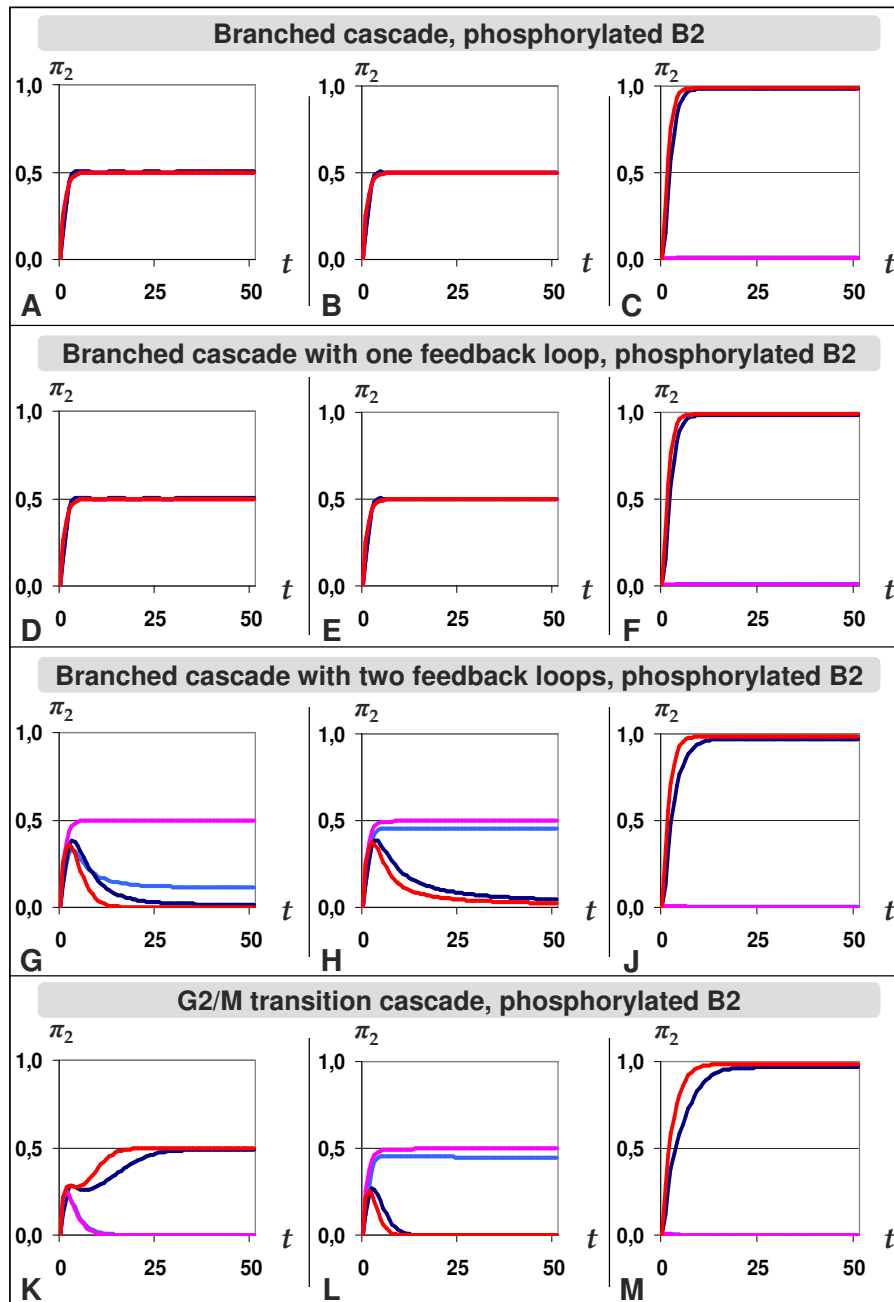 Branched cascade, phosphorylated B2
π2 π2 π2
1,0 1,0 1,0
0,5 0,5 0,5
0,0 0,0 0,0
t t t
0 25 50 0 25 50 0 25 50
A B C
Branched cascade with one feedback loop, phosphorylated B2
π2 π2 π2
1,0 1,0 1,0
0,5 0,5 0,5
0,0 0,0 0,0
t t t
0 25 50 0 25 50 0 25 50
D E F
Branched cascade with two feedback loops, phosphorylated B2
π2 π2 π2
1,0 1,0 1,0
0,5 0,5 0,5
0,0 0,0 0,0
t t t
0 25 50 0 25 50 0 25 50
G H J
G2/M transition cascade, phosphorylated B2
π2 π2 π2
1,0 1,0 1,0
0,5 0,5 0,5
0,0 0,0 0,0
t t t
0 25 50 0 25 50 0 25 50
K L M